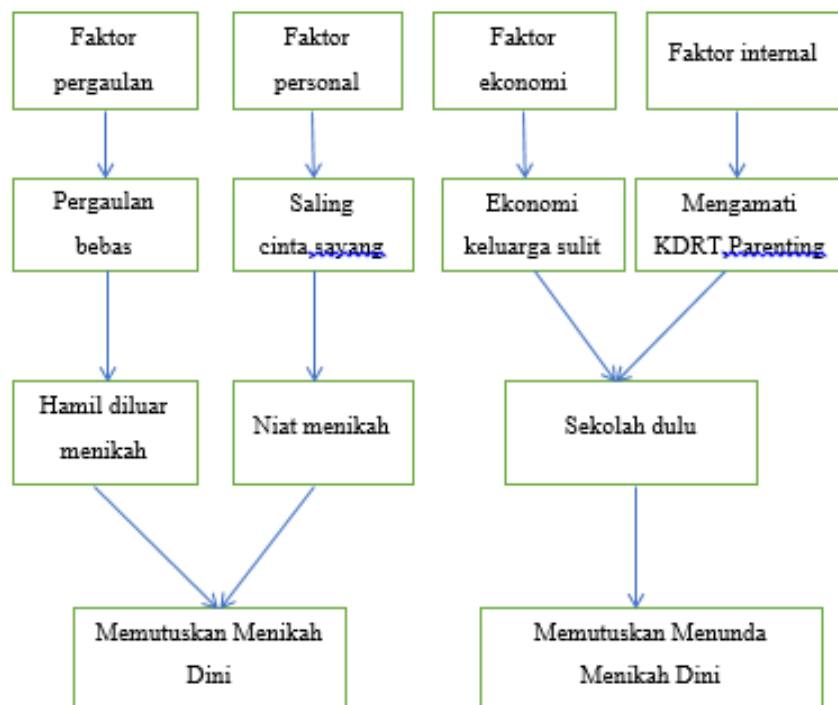 Faktor
pergaulan
Faktor
personal
Faktor
ekonomi
Faktor internal
Pergaulan
bebas
Saling
cinta,sayang
Ekonomi
keluarga sulit
Mengamati
KDRT,Parenting
Hamil diluar
menikah
Niat menikah
Sekolah dulu
Memutuskan Menikah
Dini
Memutuskan Menunda
Menikah Dini